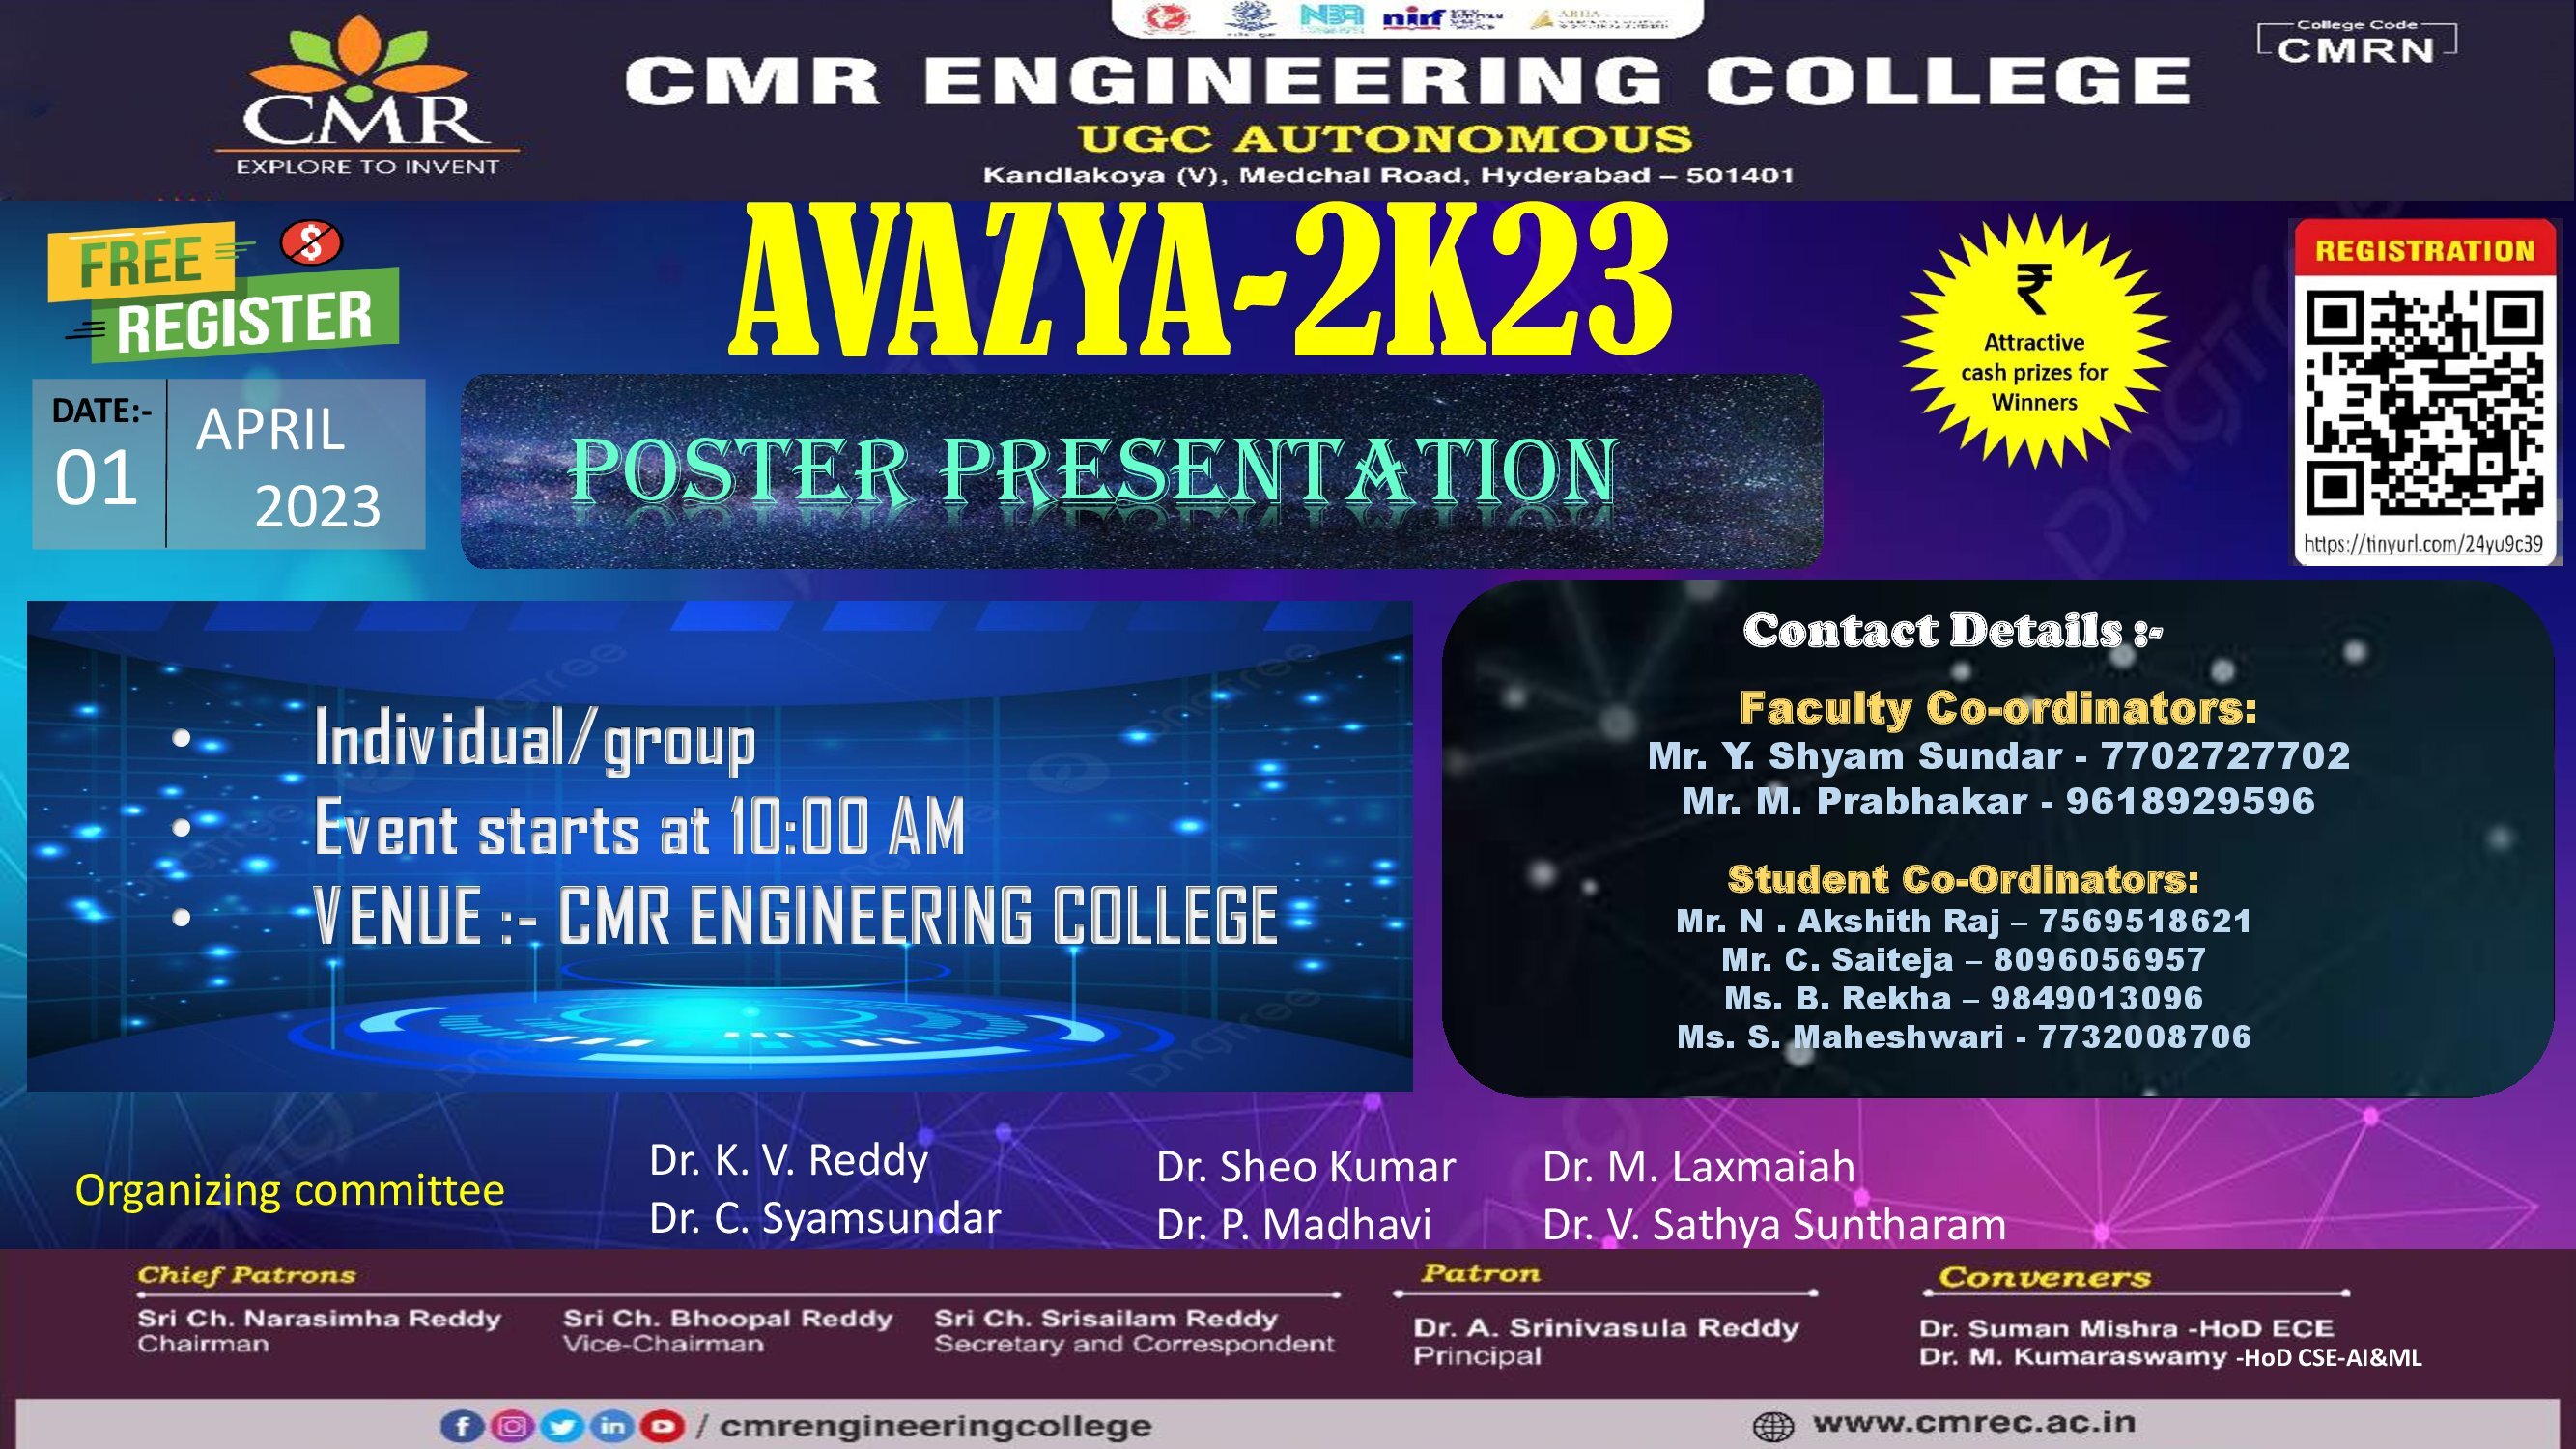 NBA
nirf
ARIIA
College Code
CMRN
CMR
EXPLORE TO INVENT
CMR ENGINEERING COLLEGE
UGC AUTONOMOUS
Kandlakoya (V), Medchal Road, Hyderabad – 501401
FREE
REGISTER
AVAZYA-2K23
₹
Attractive
cash prizes for
Winners
REGISTRATION
https://tinyurl.com/24yu9c39
DATE:-
01
APRIL
2023
POSTER PRESENTATION
• Individual/group
• Event starts at 10:00 AM
• VENUE :- CMR ENGINEERING COLLEGE
Contact Details :-
Faculty Co-ordinators:
Mr. Y. Shyam Sundar - 7702727702
Mr. M. Prabhakar - 9618929596
Student Co-Ordinators:
Mr. N . Akshith Raj – 7569518621
Mr. C. Saiteja – 8096056957
Ms. B. Rekha – 9849013096
Ms. S. Maheshwari - 7732008706
Organizing committee
Dr. K. V. Reddy
Dr. C. Syamsundar
Dr. Sheo Kumar
Dr. P. Madhavi
Dr. M. Laxmaiah
Dr. V. Sathya Suntharam
Chief Patrons
Sri Ch. Narasimha Reddy
Chairman
Sri Ch. Bhoopal Reddy
Vice-Chairman
Sri Ch. Srisailam Reddy
Secretary and Correspondent
Patron
Dr. A. Srinivasula Reddy
Principal
Conveners
Dr. Suman Mishra -HoD ECE
Dr. M. Kumaraswamy -HoD CSE-AI&ML
/ cmrengineeringcollege
www.cmrec.ac.in